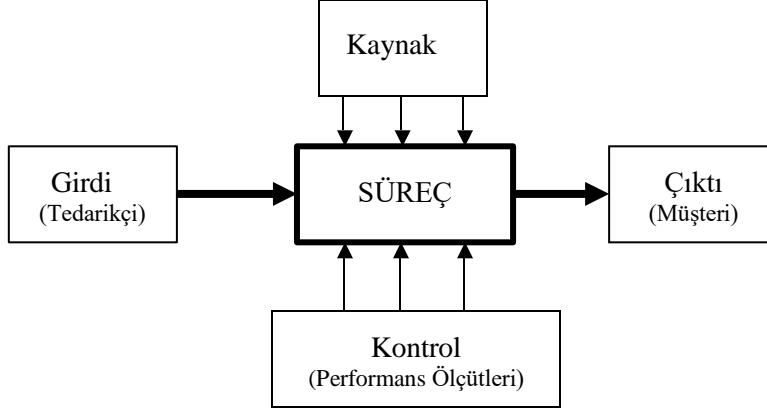 Kaynak
Girdi
(Tedarikçi)
SÜREÇ
Çıktı
(Müşteri)
Kontrol
(Performans Ölçütleri)